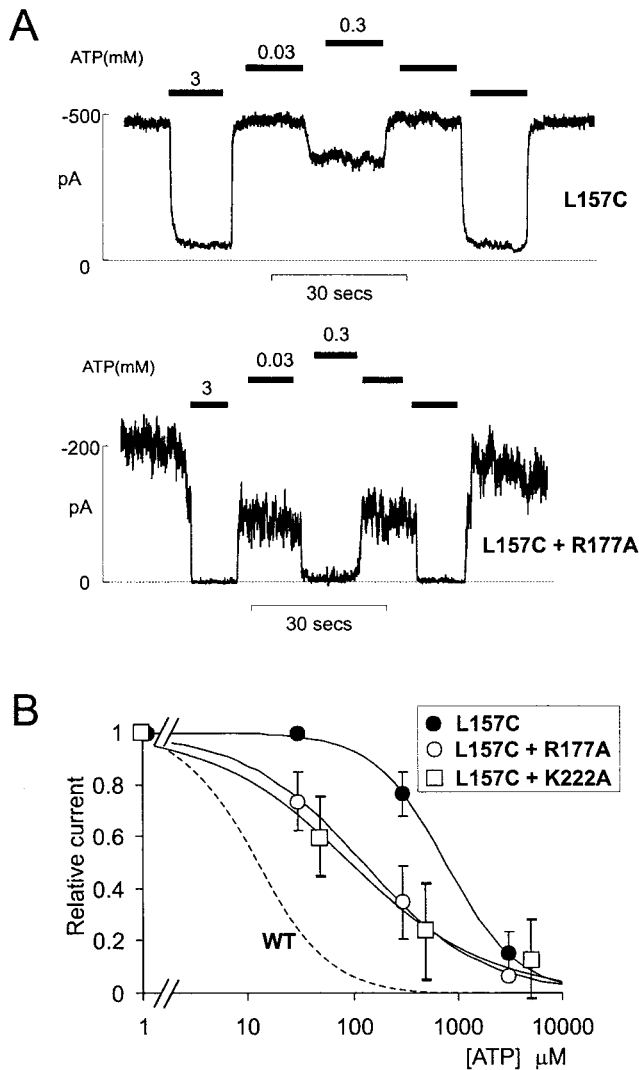 A
ATP(mM)
3
0.03
0.3
-500
pA
0
L157C
30 secs
ATP(mM)
3
0.03
0.3
-200
pA
0
L157C + R177A
30 secs
B
L157C
L157C + R177A
L157C + K222A
Relative current
1
0.8
0.6
0.4
0.2
0
WT
1
10
100
1000
10000
[ATP] μM